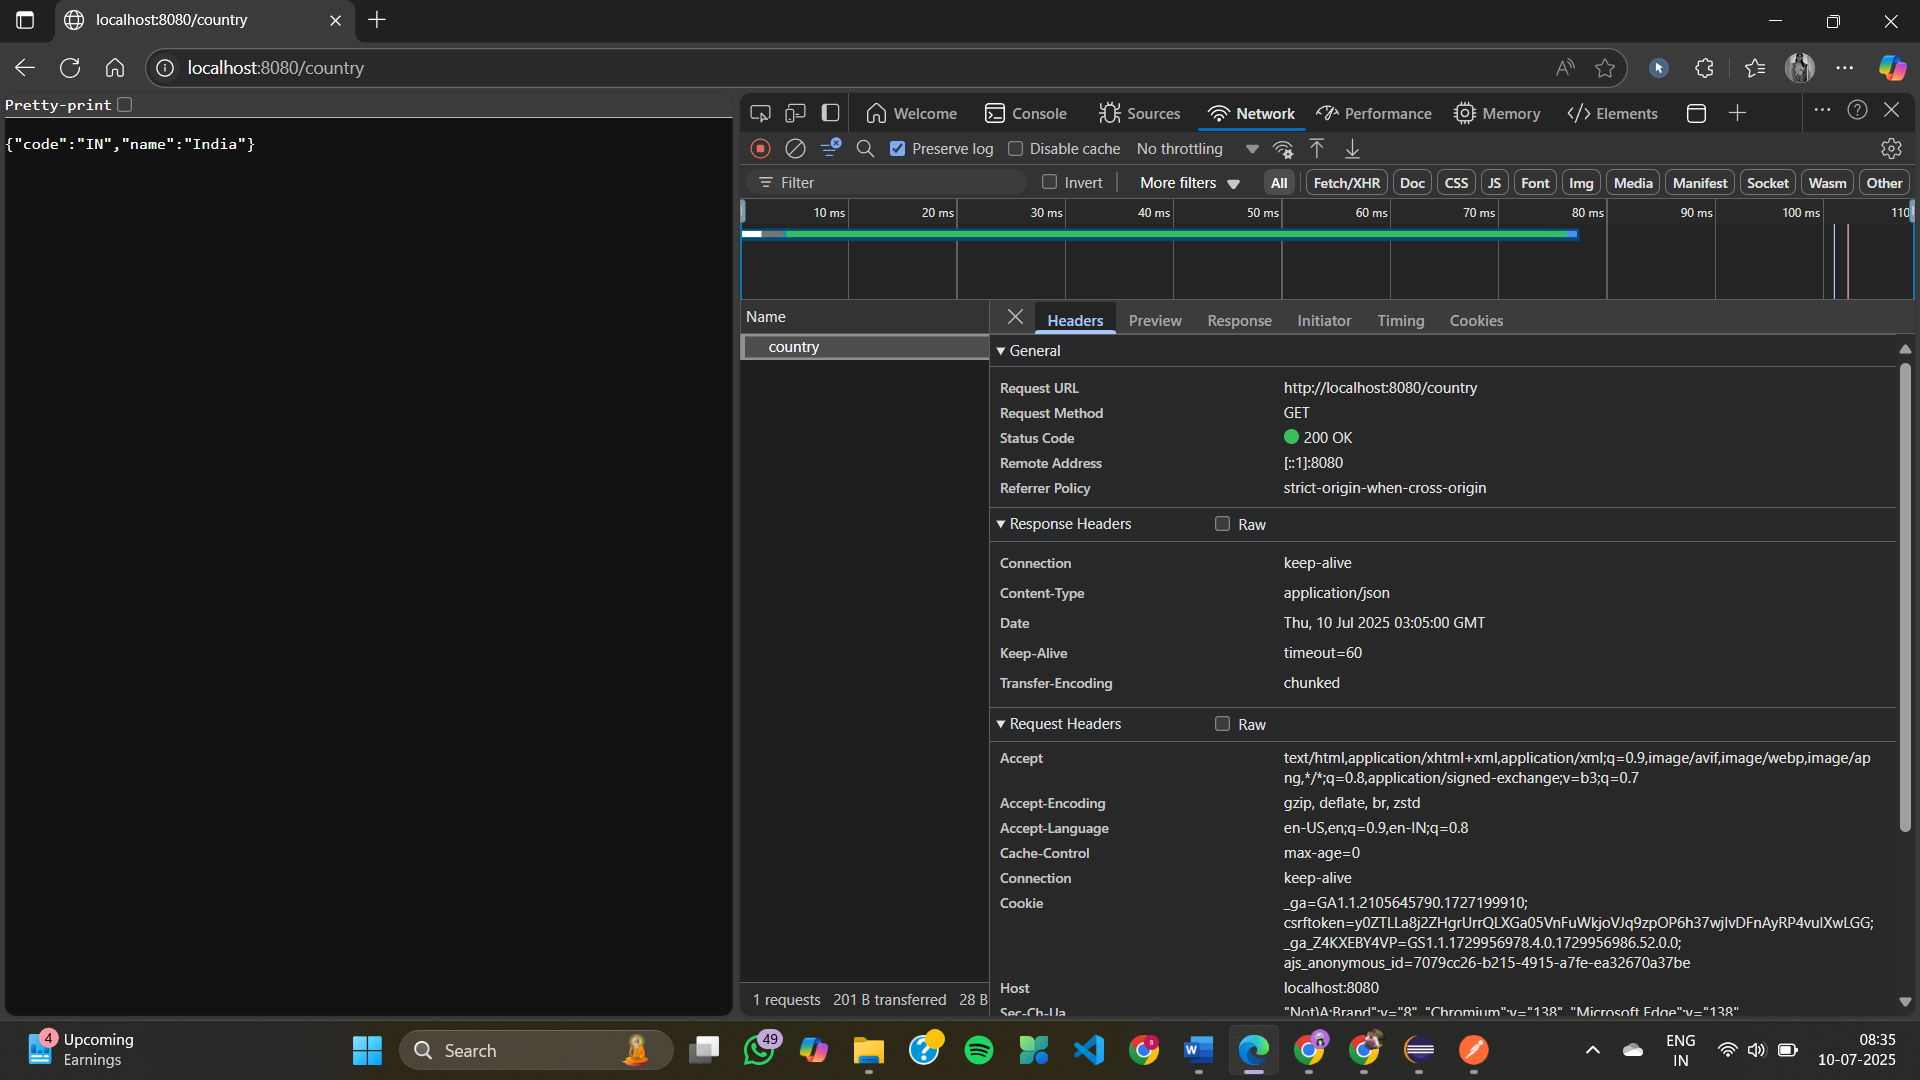 localhost:8080/country
localhost:8080/country
Pretty-print
{"code":"IN","name":"India"}
Welcome
Console
Sources
Network
Performance
Memory
Elements
Preserve log
Disable cache
No throttling
Filter
Invert
More filters
All
Fetch/XHR
Doc
CSS
JS
Font
Img
Media
Manifest
Socket
Wasm
Other
10 ms
20 ms
30 ms
40 ms
50 ms
60 ms
70 ms
80 ms
90 ms
100 ms
110
Name
country
Headers
Preview
Response
Initiator
Timing
Cookies
General
Request URL
http://localhost:8080/country
Request Method
GET
Status Code
200 OK
Remote Address
[::1]:8080
Referrer Policy
strict-origin-when-cross-origin
Response Headers
Raw
Connection
keep-alive
Content-Type
application/json
Date
Thu, 10 Jul 2025 03:05:00 GMT
Keep-Alive
timeout=60
Transfer-Encoding
chunked
Request Headers
Raw
Accept
text/html,application/xhtml+xml,application/xml;q=0.9,image/avif,image/webp,image/ap
ng,*/*;q=0.8,application/signed-exchange;v=b3;q=0.7
Accept-Encoding
gzip, deflate, br, zstd
Accept-Language
en-US,en;q=0.9,en-IN;q=0.8
Cache-Control
max-age=0
Connection
keep-alive
Cookie
_ga=GA1.1.2105645790.1727199910;
csrftoken=y0ZTLLa8j2ZHgrUrrQLXGa05VnFuWkjoVJq9zpOP6h37wjlvDFnAyRP4vuIXwLGG;
_ga_Z4KXEBY4VP=GS1.1.1729956978.4.0.1729956986.52.0.0;
ajs_anonymous_id=7079cc26-b215-4915-a7fe-ea32670a37be
Host
localhost:8080
Sec-Ch-Ua
"Not)A;Brand";v="8", "Chromium";v="138", "Microsoft Edge";v="138"
1 requests
201 B transferred
28 B
4
Upcoming
Earnings
Search
49
ENG
IN
08:35
10-07-2025